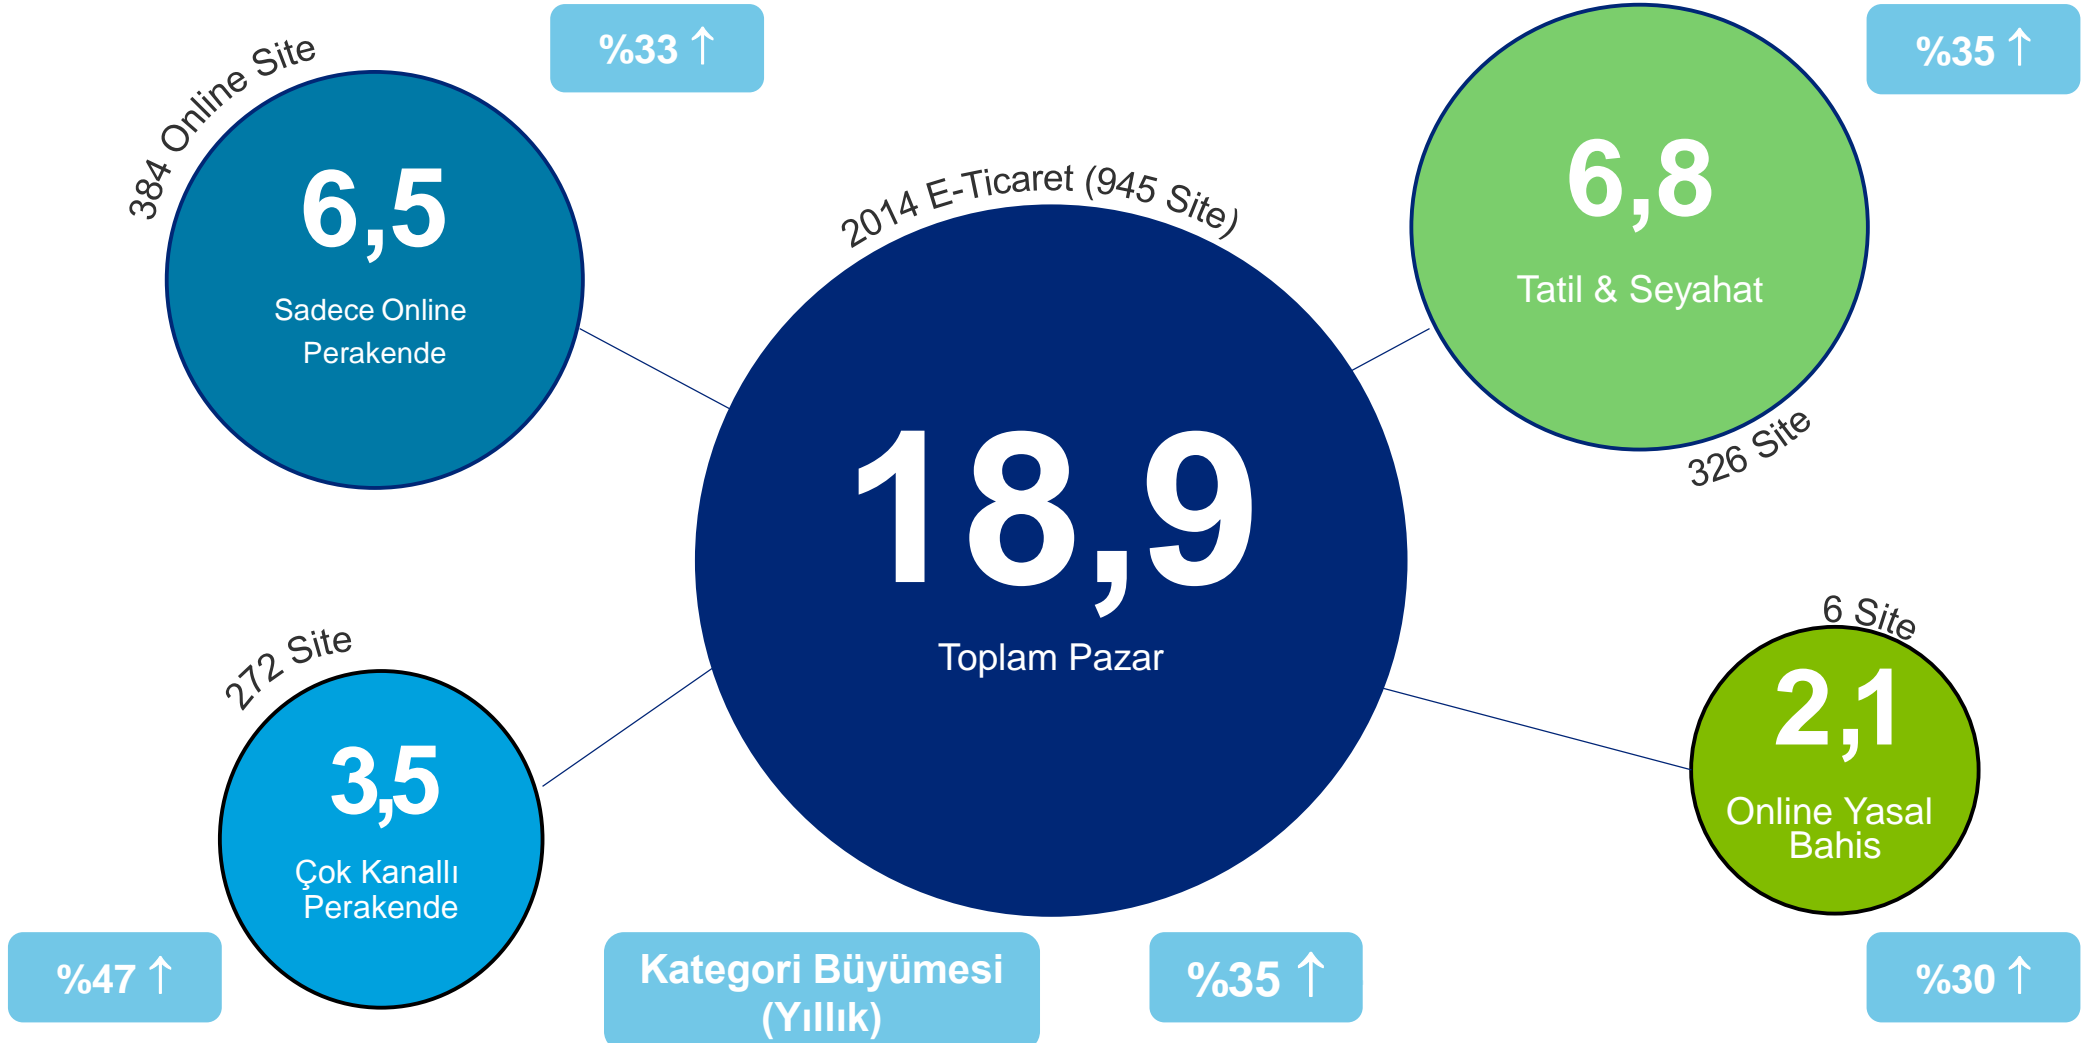 384 Online Site
%33 ↑
6,5
Sadece Online
Perakende
2014 E-Ticaret (945 Site)
%35 ↑
6,8
Tatil & Seyahat
326 Site
18,9
Toplam Pazar
272 Site
3,5
Çok Kanallı
Perakende
%47 ↑
6 Site
2,1
Online Yasal
Bahis
%30 ↑
Kategori Büyümesi
(Yıllık)
%35 ↑